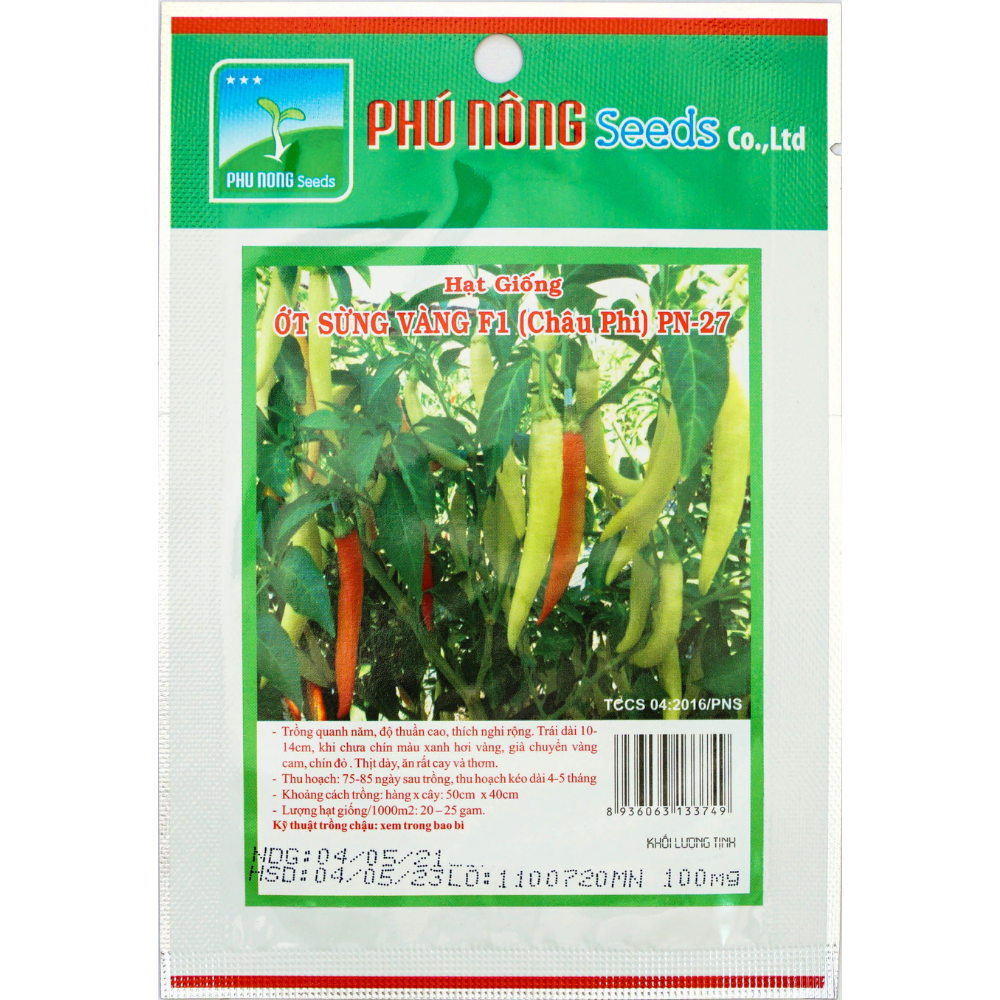 PHÚ NÔNG Seeds Co.,Ltd
PHU NONG Seeds
Hạt Giống
ỚT SỪNG VÀNG F1 (Châu Phi) PN-27
TCCS 04:2016/PNS
- Trồng quanh năm, độ thuần cao, thích nghi rộng. Trái dài 10-
14cm, khi chưa chín màu xanh hơi vàng, già chuyển vàng
cam, chín đỏ . Thịt dày, ăn rất cay và thơm.
- Thu hoạch: 75-85 ngày sau trồng, thu hoạch kéo dài 4-5 tháng
- Khoảng cách trồng: hàng x cây: 50cm x 40cm
- Lượng hạt giống/1000m2: 20 – 25 gam.
Kỹ thuật trồng chậu: xem trong bao bì
8 936063 133749
KHỐI LƯỢNG TỊNH
NDG:04/05/21
HSD:04/05/23LO:1100720MN 100mg